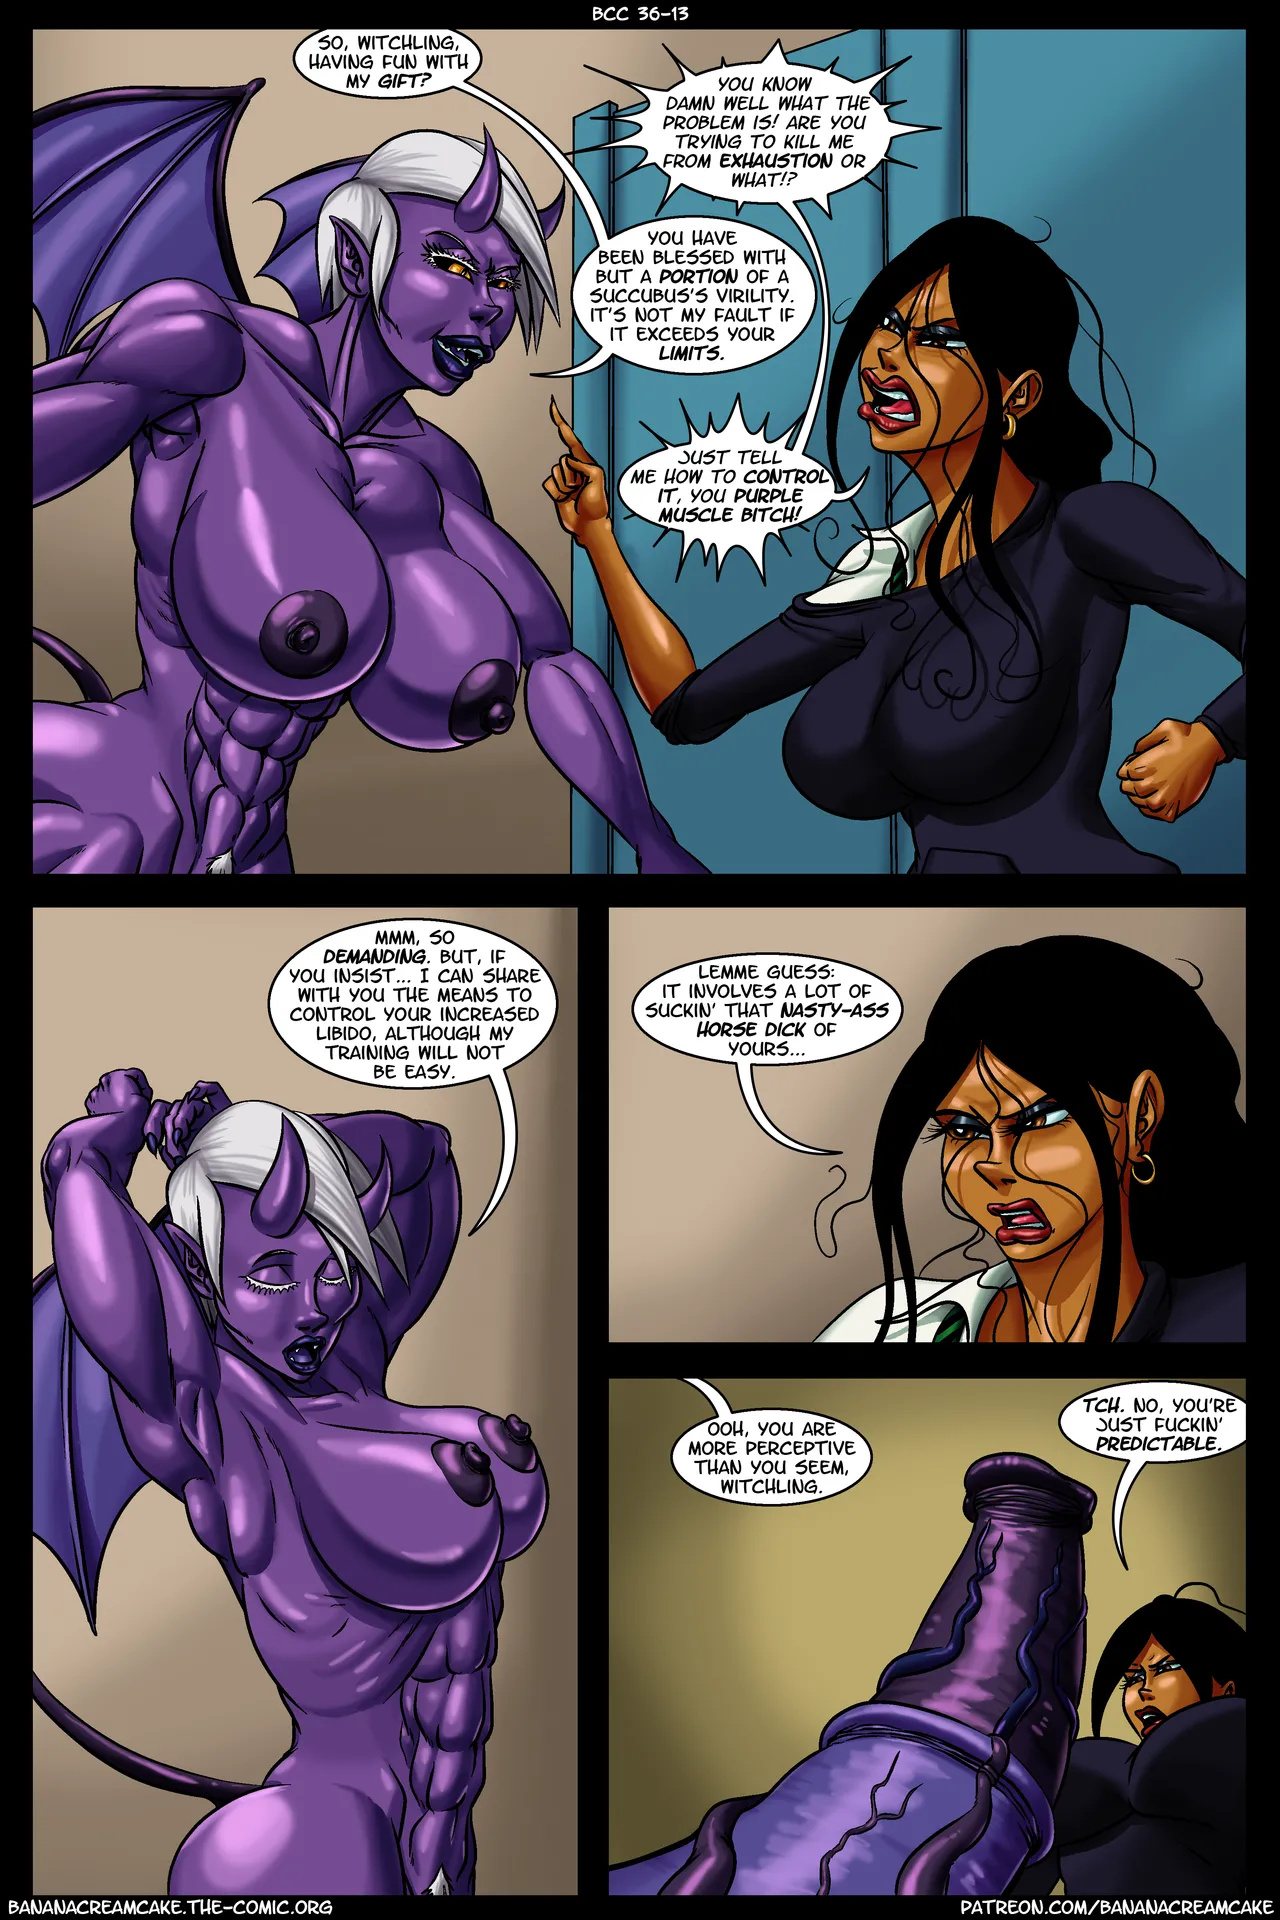 BCC 36-13
SO, WITCHLING,
HAVING FUN WITH
MY GIFT?
YOU KNOW
DAMN WELL WHAT THE
PROBLEM IS! ARE YOU
TRYING TO KILL ME
FROM EXHAUSTION OR
WHAT!?
YOU HAVE
BEEN BLESSED WITH
BUT A PORTION OF A
SUCCUBUS'S VIRILITY.
IT'S NOT MY FAULT IF
IT EXCEEDS YOUR
LIMITS.
JUST TELL
ME HOW TO CONTROL
IT, YOU PURPLE
MUSCLE BITCH!
MMM, SO
DEMANDING. BUT, IF
YOU INSIST... I CAN SHARE
WITH YOU THE MEANS TO
CONTROL YOUR INCREASED
LIBIDO, ALTHOUGH MY
TRAINING WILL NOT
BE EASY.
LEMME GUESS:
IT INVOLVES A LOT OF
SUCKIN' THAT NASTY-ASS
HORSE DICK OF
YOURS...
OOH, YOU ARE
MORE PERCEPTIVE
THAN YOU SEEM,
WITCHLING.
TCH. NO, YOU'RE
JUST FUCKIN'
PREDICTABLE.
BANANACREAMCAKE.THE-COMIC.ORG
PATREON.COM/BANANACREAMCAKE